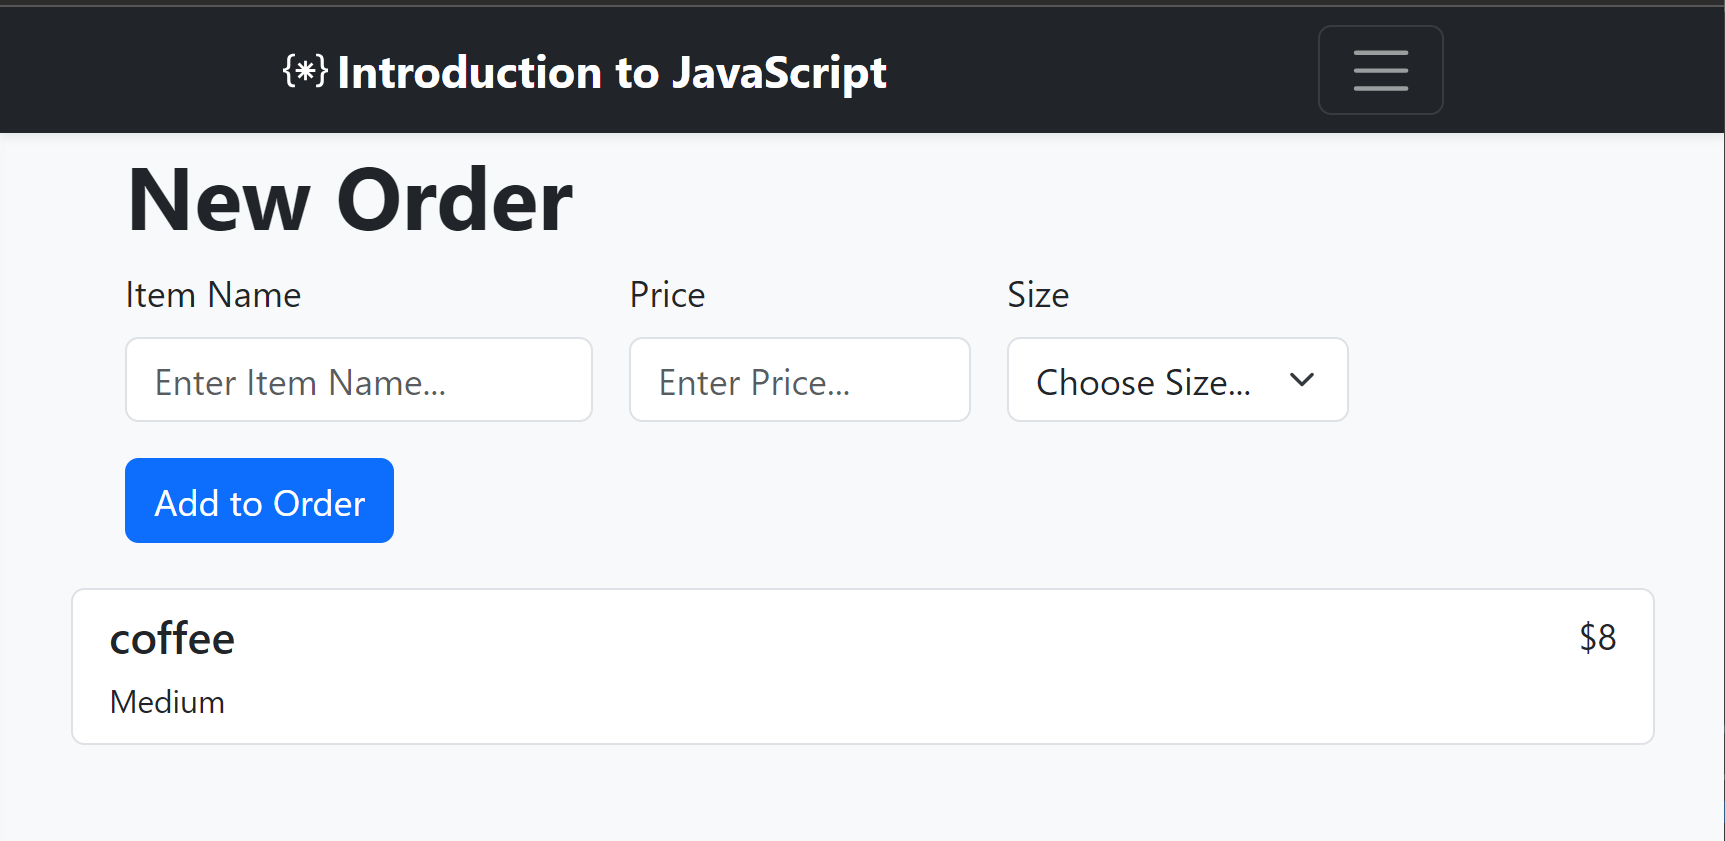 {*} Introduction to JavaScript
New Order
Item Name Price Size
Enter Item Name... Enter Price... Choose Size...
Add to Order
coffee $8
Medium